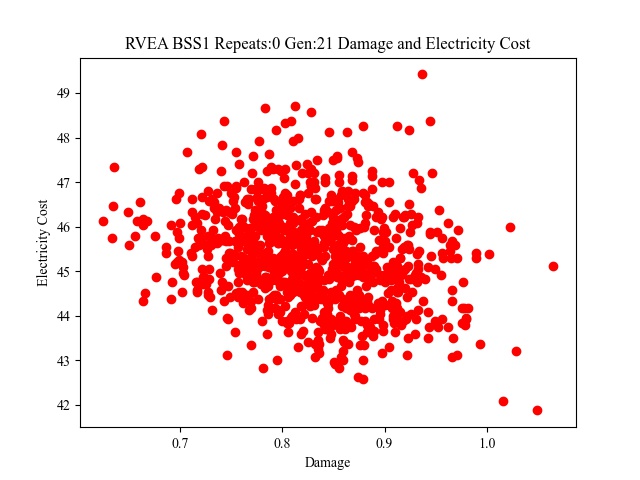 RVEA BSS1 Repeats:0 Gen:21 Damage and Electricity Cost
49
48
47
46
45
44
43
42
Electricity Cost
0.7 0.8 0.9 1.0
Damage